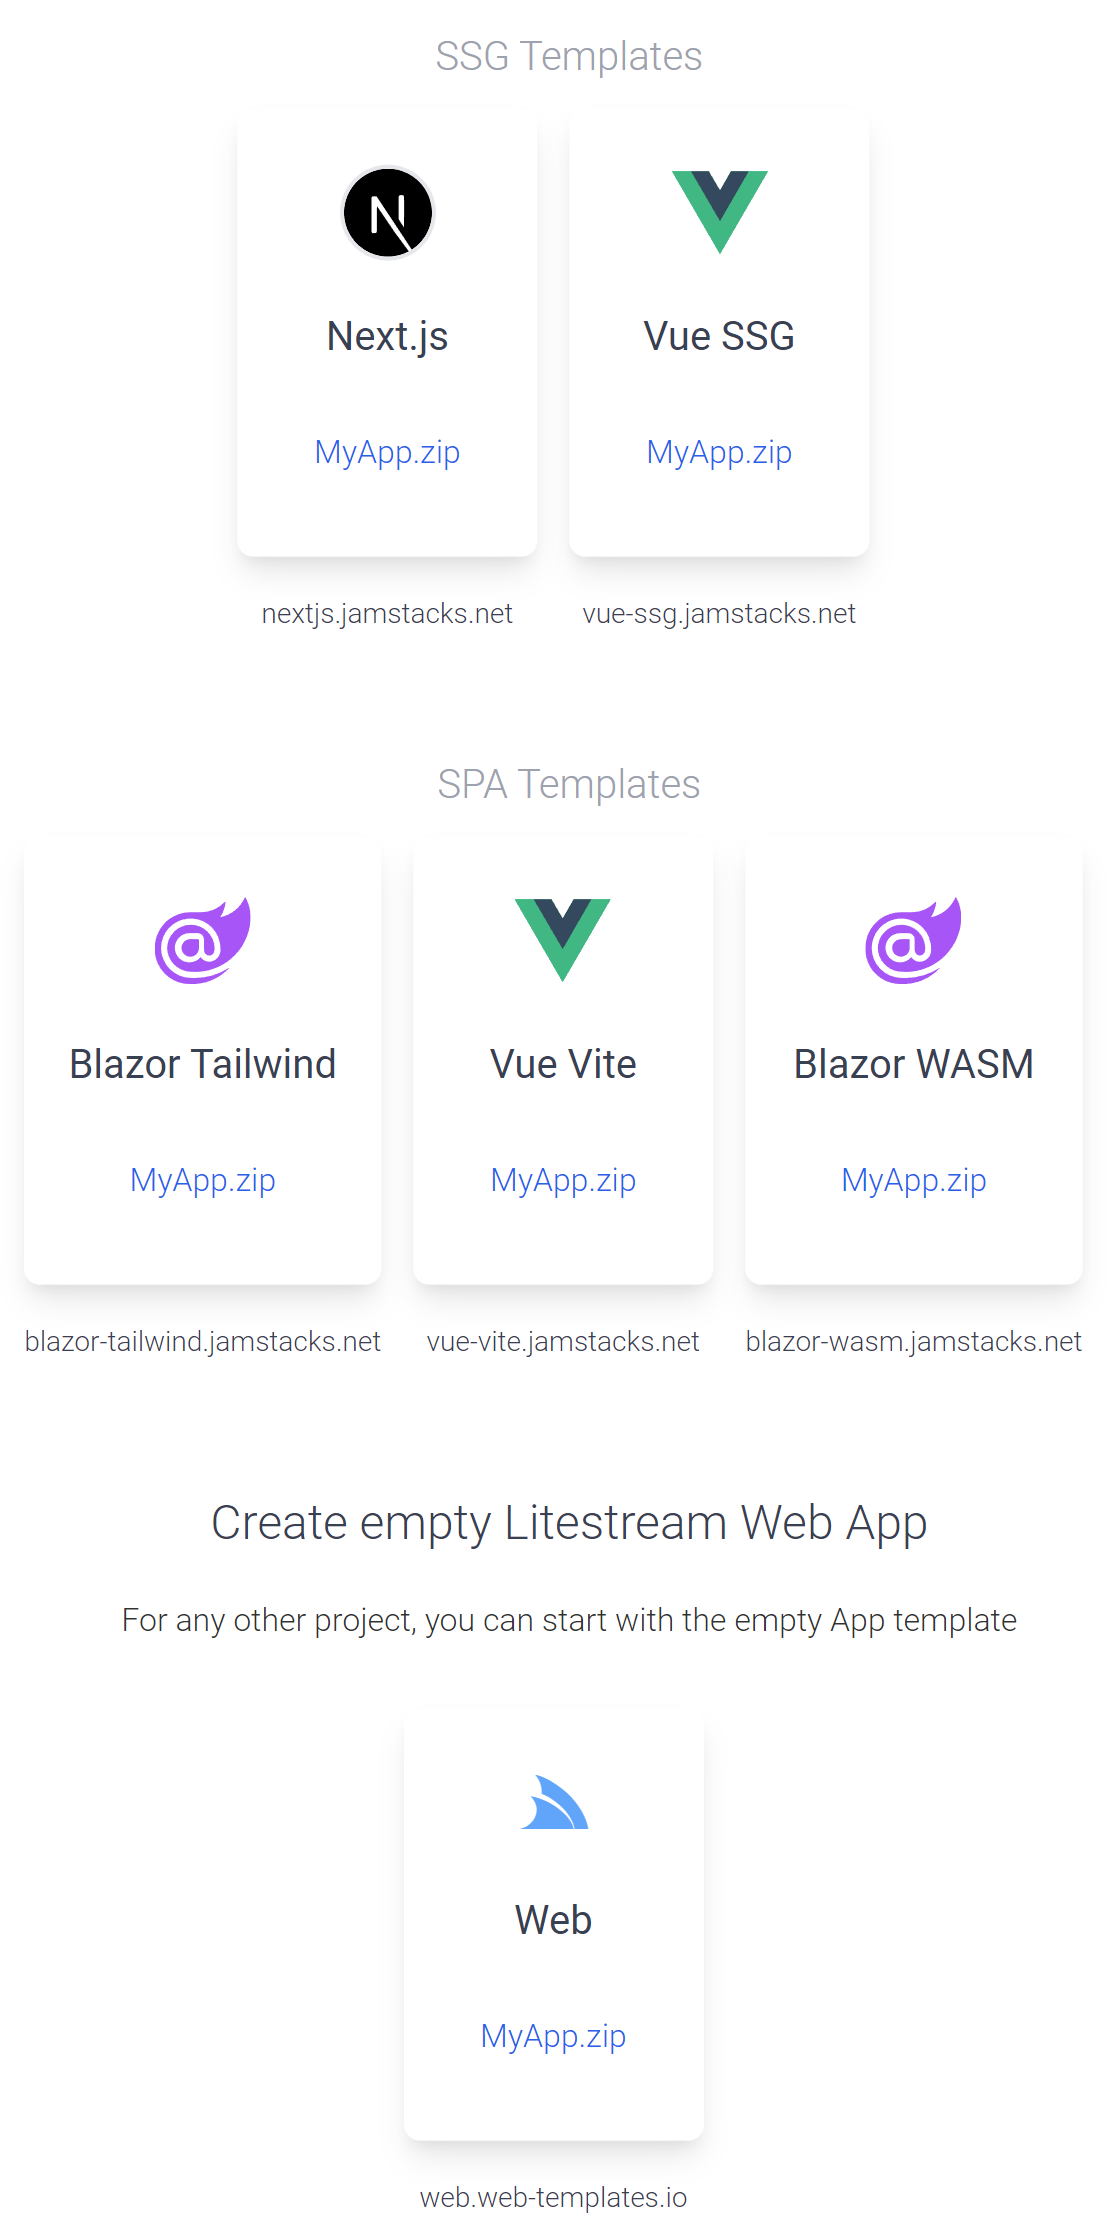 SSG Templates
Next.js
Vue SSG
MyApp.zip
MyApp.zip
nextjs.jamstacks.net
vue-ssg.jamstacks.net
SPA Templates
Blazor Tailwind
Vue Vite
Blazor WASM
MyApp.zip
MyApp.zip
MyApp.zip
blazor-tailwind.jamstacks.net
vue-vite.jamstacks.net
blazor-wasm.jamstacks.net
Create empty Litestream Web App
For any other project, you can start with the empty App template
Web
MyApp.zip
web.web-templates.io